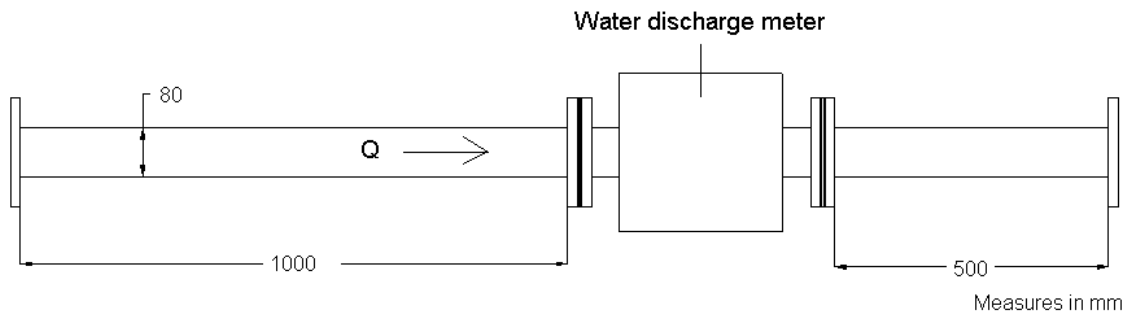 Water discharge meter
80
Q
1000
500
Measures in mm